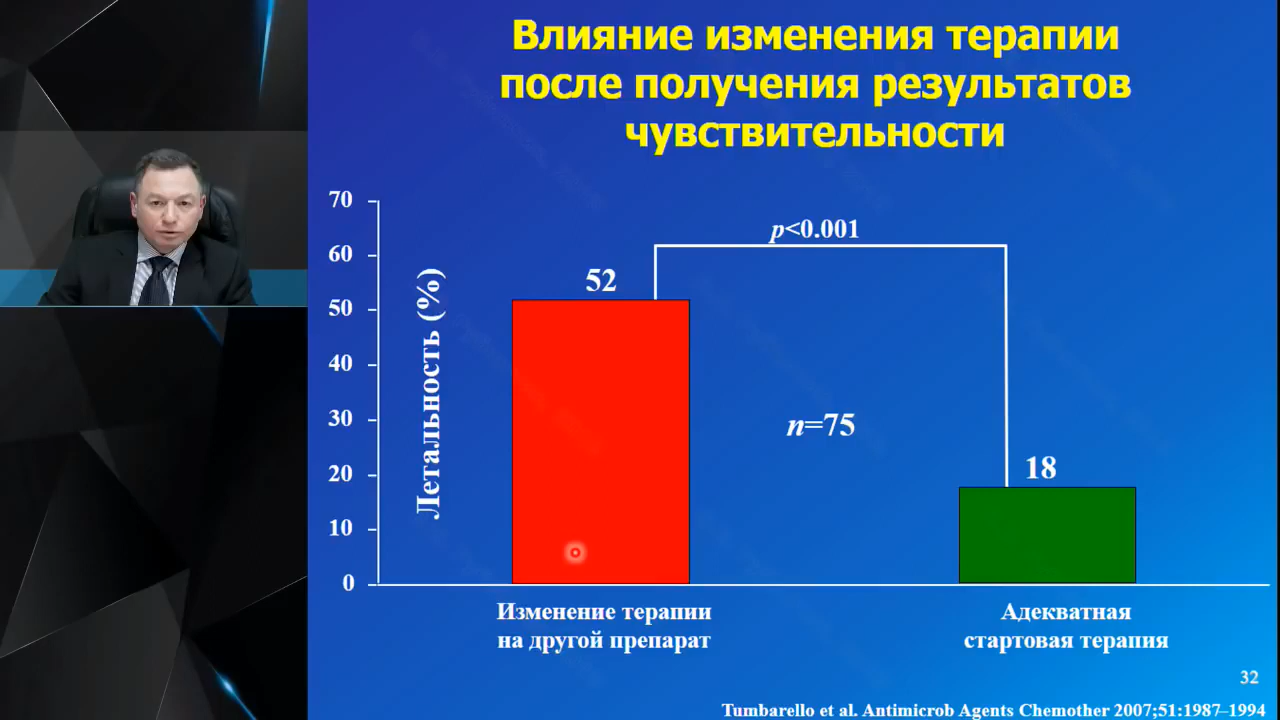 Влияние изменения терапии
после получения результатов
чувствительности
70
60
50
40
30
20
10
0
Летальность (%)
52
p<0.001
n=75
18
Изменение терапии
на другой препарат
Адекватная
стартовая терапия
32
Tumbarello et al. Antimicrob Agents Chemother 2007;51:1987–1994